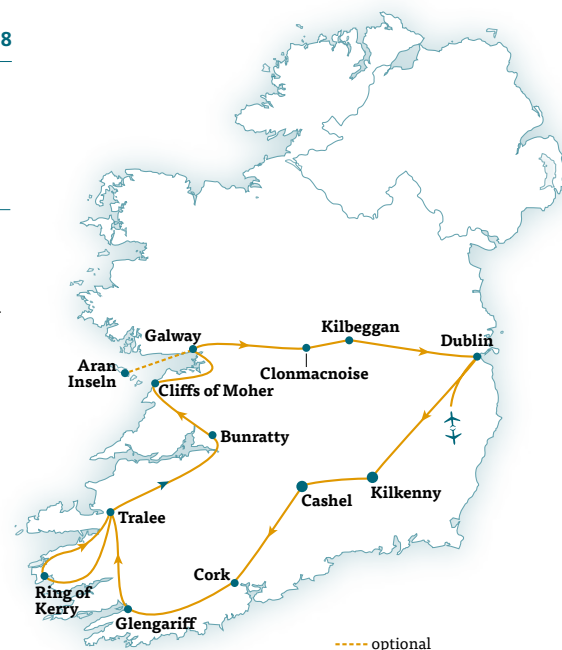 8
Galway
Kilbeggan
Dublin
Aran
Inseln
Clonmacnoise
Cliffs of Moher
Bunratty
Kilkenny
Cashel
Tralee
Cork
Ring of
Kerry
Glengariff
optional